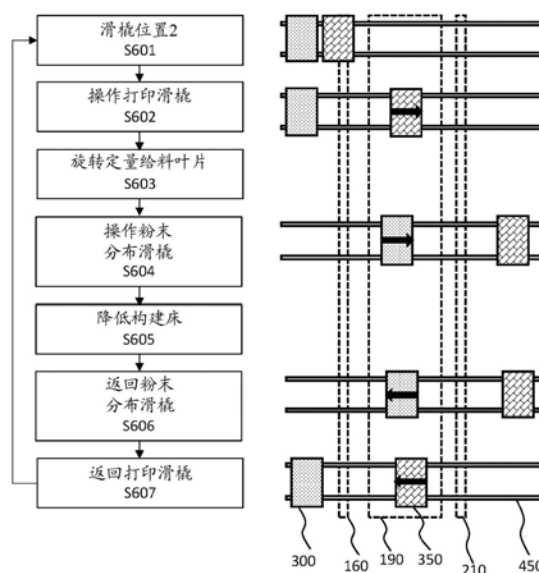 滑橇位置2
S601
操作打印滑橇
S602
旋转定量给料叶片
S603
操作粉末
分布滑橇
S604
降低构建床
S605
返回粉末
分布滑橇
S606
返回打印滑橇
S607
300
160
190
350
210
450